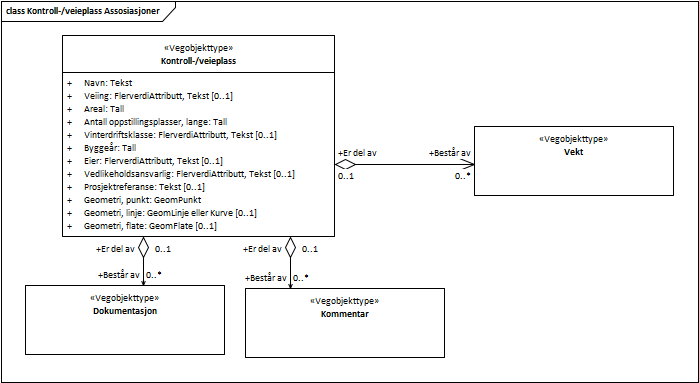 class Kontroll-/veieplass Assosiasjoner
«Vegobjekttype»
Kontroll-/veieplass
+ Navn: Tekst
+ Veiing: FlerverdiAttributt, Tekst [0..1]
+ Areal: Tall
+ Antall oppstillingsplasser, lange: Tall
+ Vinterdriftsklasse: FlerverdiAttributt, Tekst [0..1]
+ Byggeår: Tall
+ Eier: FlerverdiAttributt, Tekst [0..1]
+ Vedlikeholdsansvarlig: FlerverdiAttributt, Tekst [0..1]
+ Prosjektreferanse: Tekst [0..1]
+ Geometri, punkt: GeomPunkt
+ Geometri, linje: GeomLinje eller Kurve [0..1]
+ Geometri, flate: GeomFlate [0..1]
+Er del av
0..1
+Består av
0..*
«Vegobjekttype»
Vekt
+Er del av 0..1
+Består av 0..*
«Vegobjekttype»
Dokumentasjon
+Er del av 0..1
+Består av 0..*
«Vegobjekttype»
Kommentar